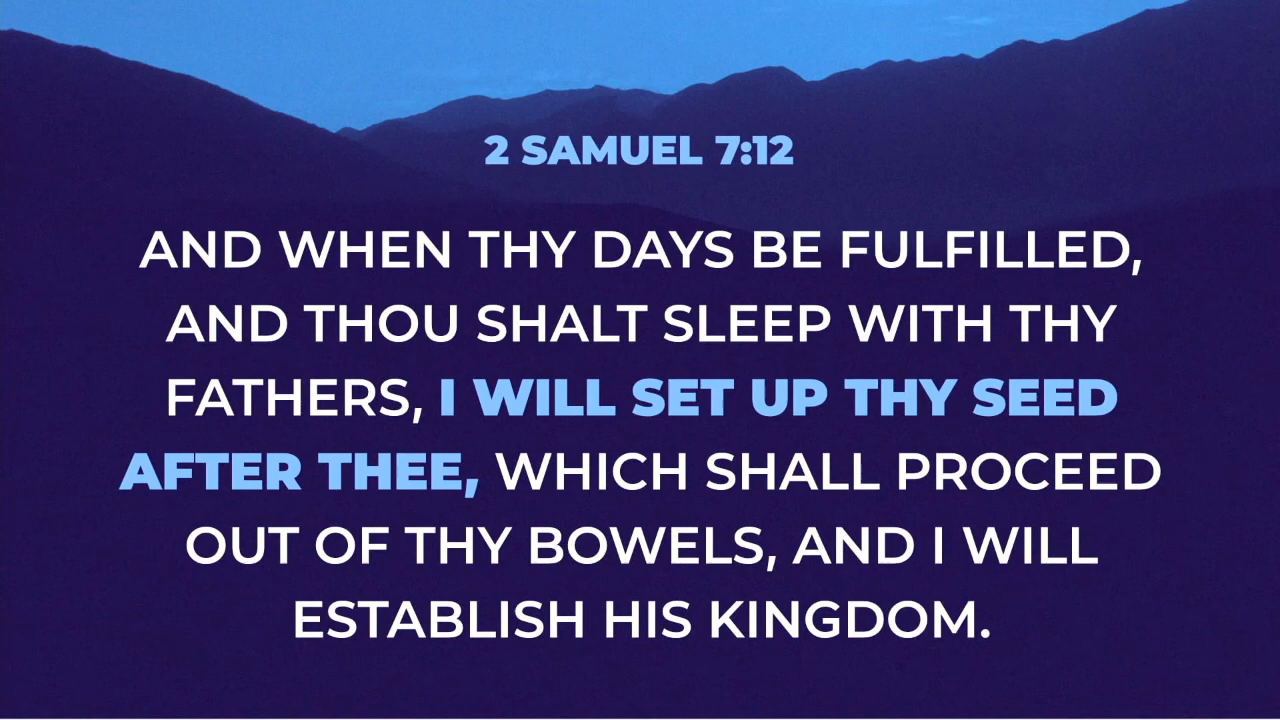 2 SAMUEL 7:12
AND WHEN THY DAYS BE FULFILLED,
AND THOU SHALT SLEEP WITH THY
FATHERS, I WILL SET UP THY SEED
AFTER THEE, WHICH SHALL PROCEED
OUT OF THY BOWELS, AND I WILL
ESTABLISH HIS KINGDOM.